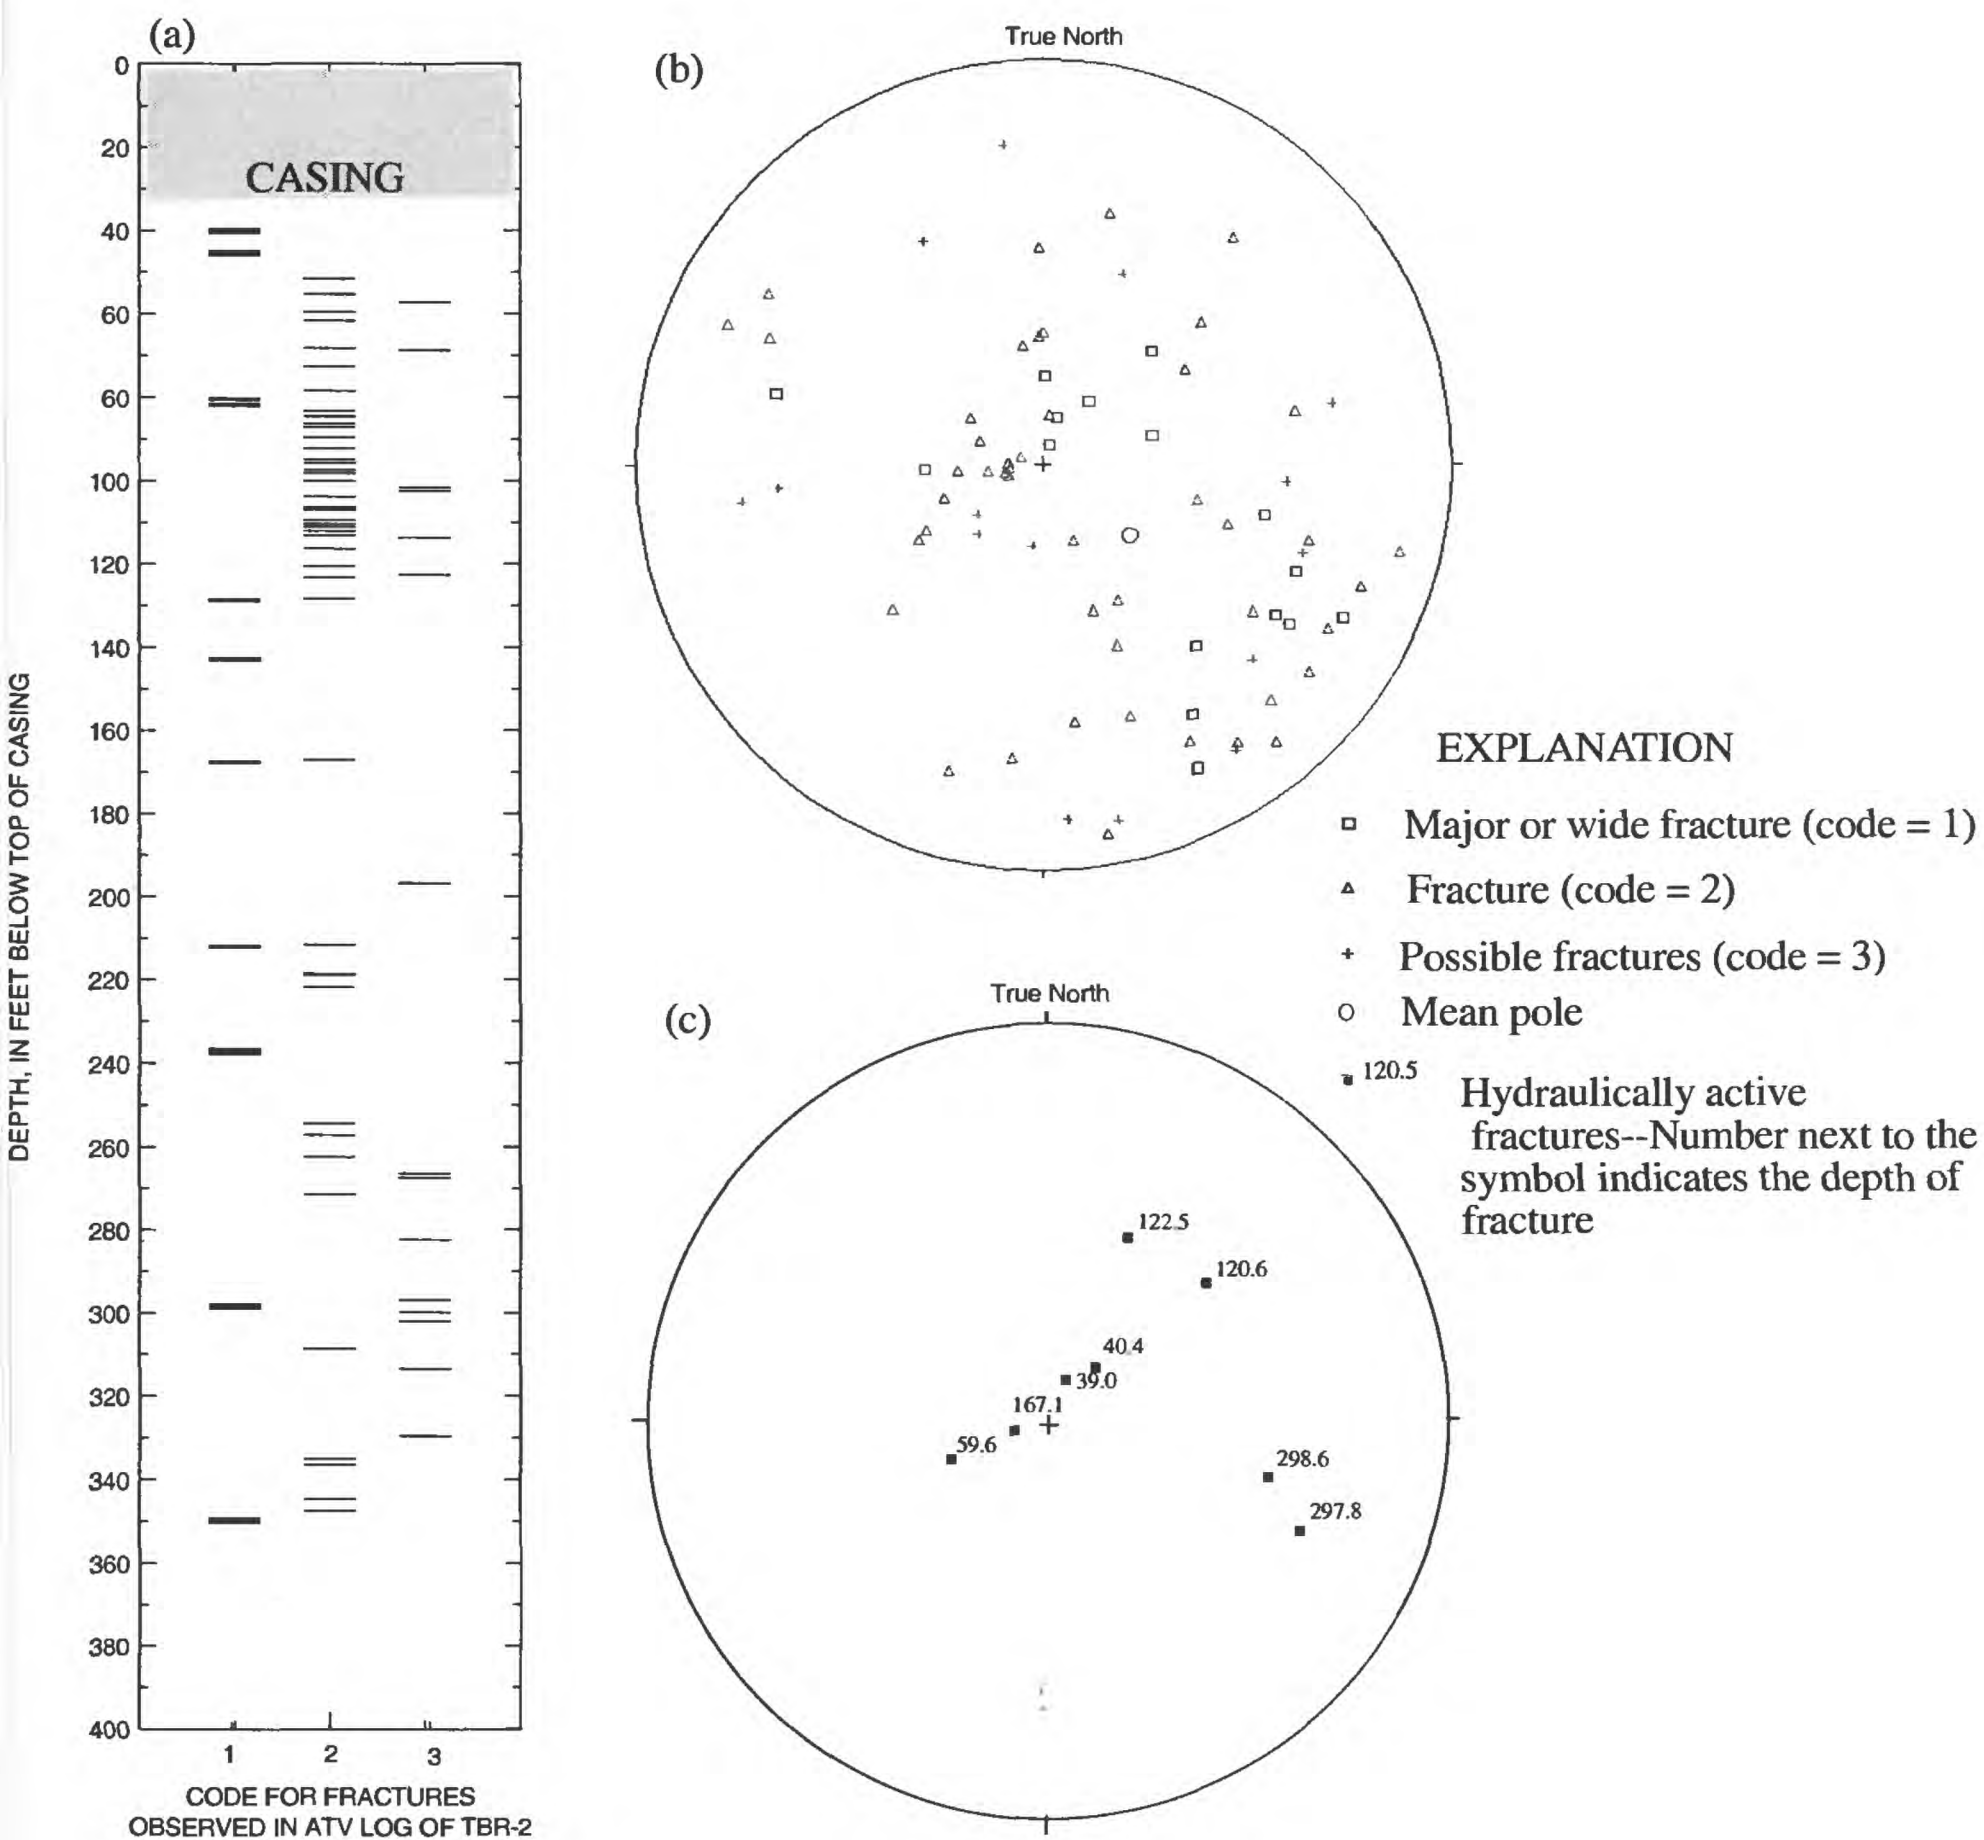 (a)
0
20
40
60
60
100
120
140
160
180
200
220
240
260
280
300
320
340
360
380
400
CASING
DEPTH, IN FEET BELOW TOP OF CASING
1 2 3
CODE FOR FRACTURES
OBSERVED IN ATV LOG OF TBR-2
(b)
True North
EXPLANATION
Major or wide fracture (code = 1)
Fracture (code = 2)
Possible fractures (code = 3)
Mean pole
120.5
Hydraulically active
fractures--Number next to the
symbol indicates the depth of
fracture
(c)
True North
122.5
120.6
40.4
39.0
167.1
59.6
298.6
297.8